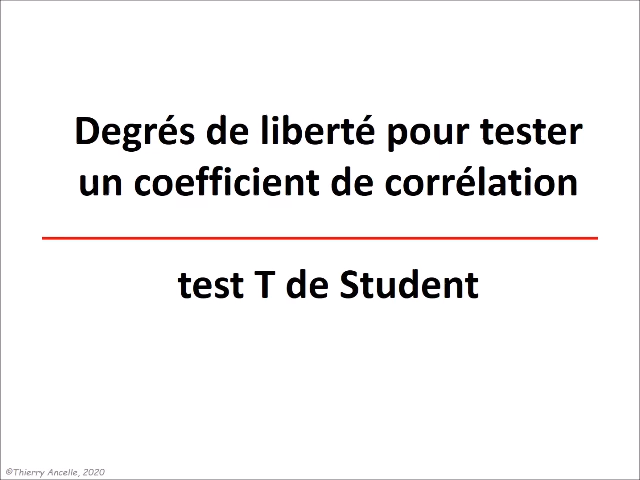 Degrés de liberté pour tester
un coefficient de corrélation
test T de Student
©Thierry Ancelle, 2020